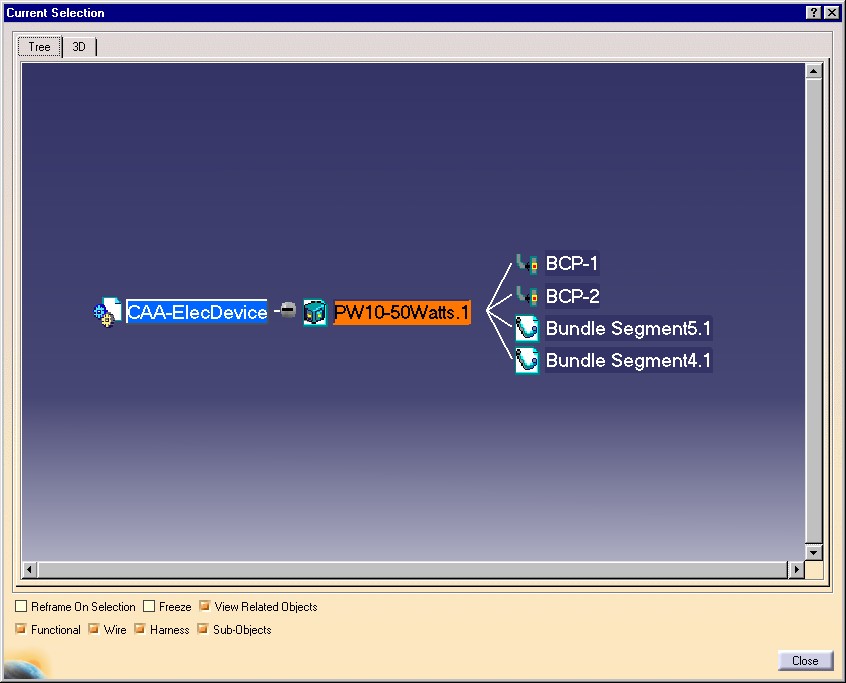 Current Selection
Tree 3D
BCP-1
BCP-2
CAA-ElecDevice PW10-50Watts.1
Bundle Segment5.1
Bundle Segment4.1
Reframe On Selection Freeze View Related Objects
Functional Wire Harness Sub-Objects
Close